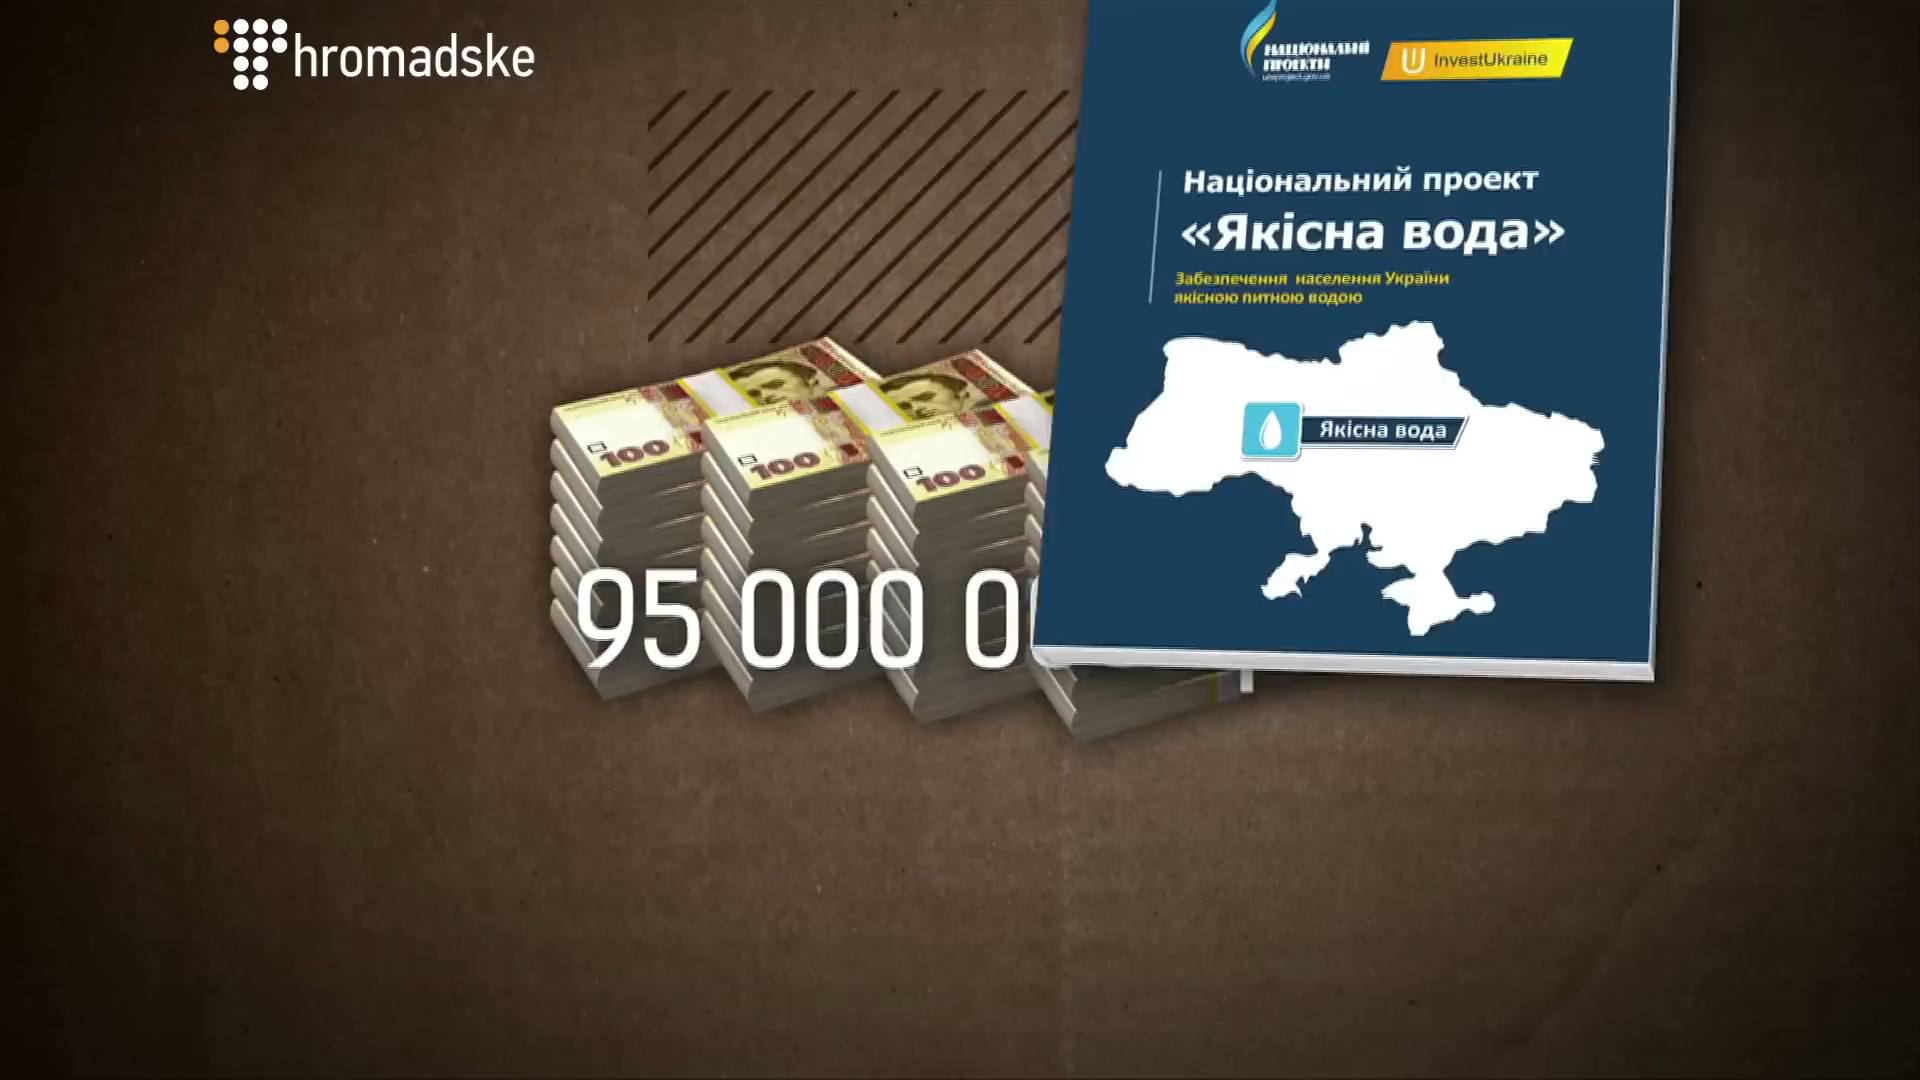 hromadske
НАЦІОНАЛЬНІ
ПРОЕКТИ
InvestUkraine
Національний проект
«Якісна вода»
Забезпечення населення України
якісною питною водою
Якісна вода
100
100
100
95 000 0